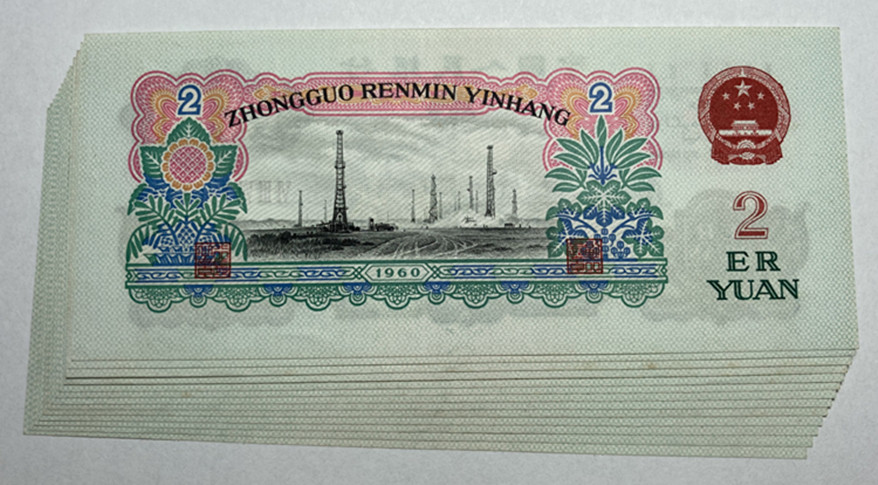 2
ZHONGGUO RENMIN YINHANG
2
1960
2
ER
YUAN